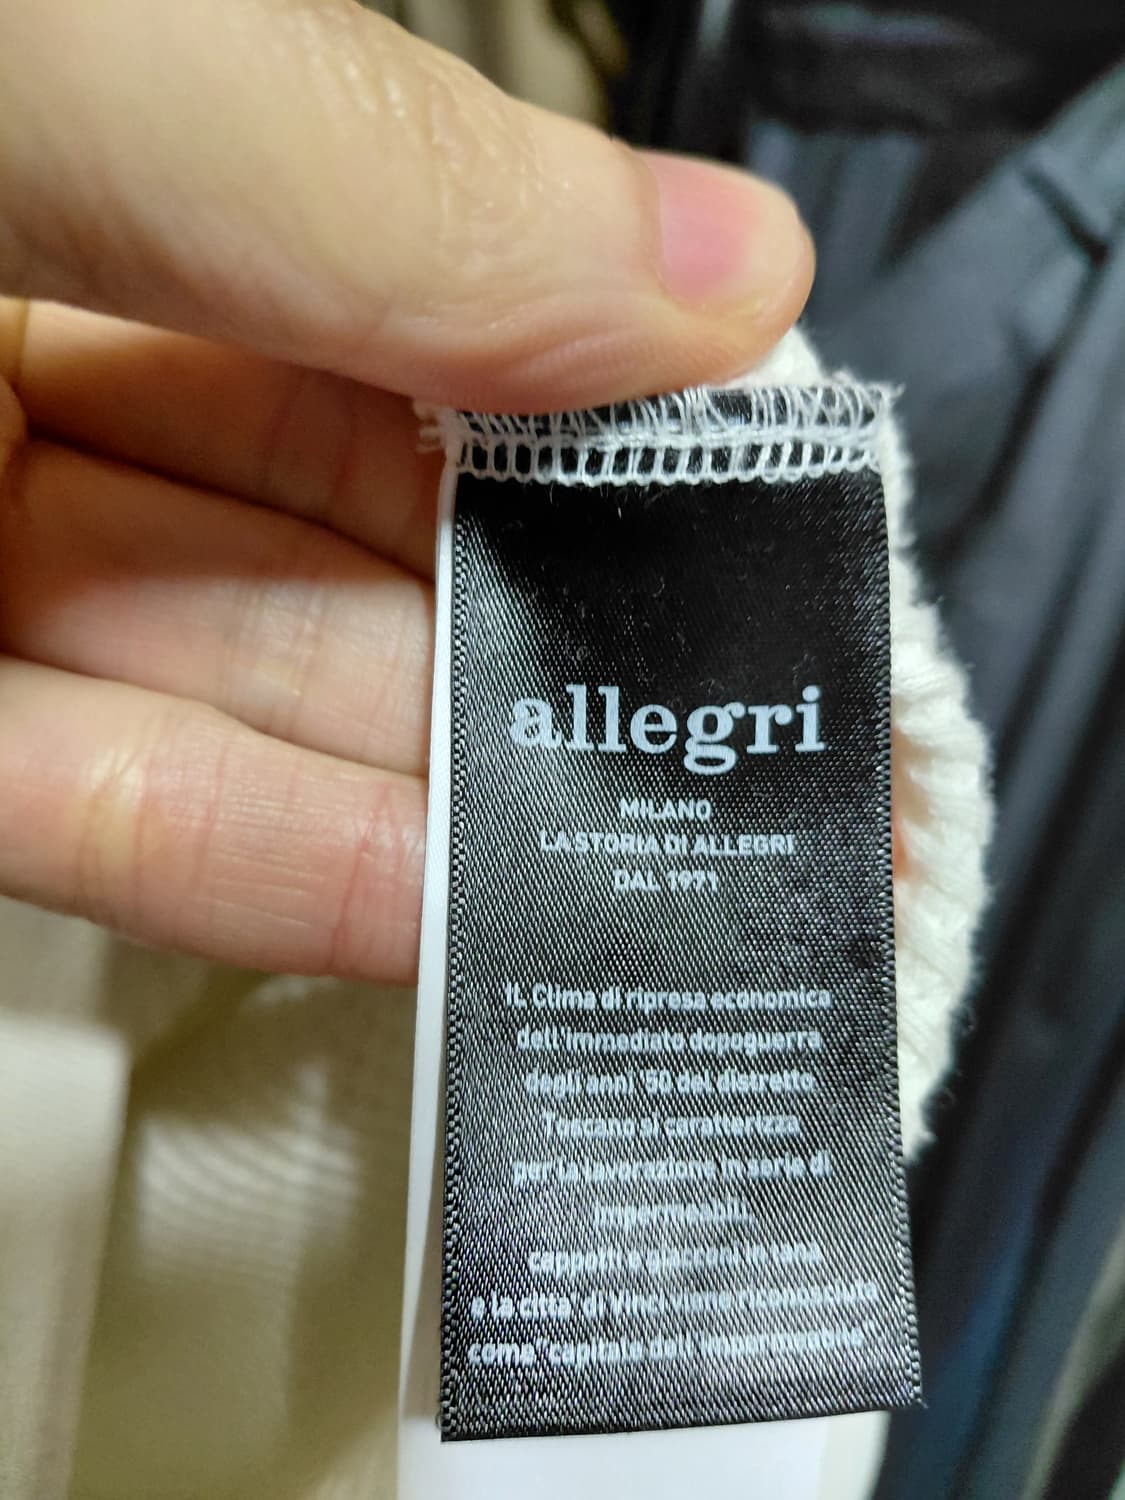 allegri
MILANO
LA STORIA DI ALLEGRI
DAL 1971
IL Clima di ripresa economica
dell'immediato dopoguerra
degli anni '50 del distretto
Tuscano si caratterizza
per la lavorazione in serie di
impermeabili,
cappotti e giacconi in lana
e la citta' di Vinci viene riconosciuta
come "Capitale dell'impermeabile"